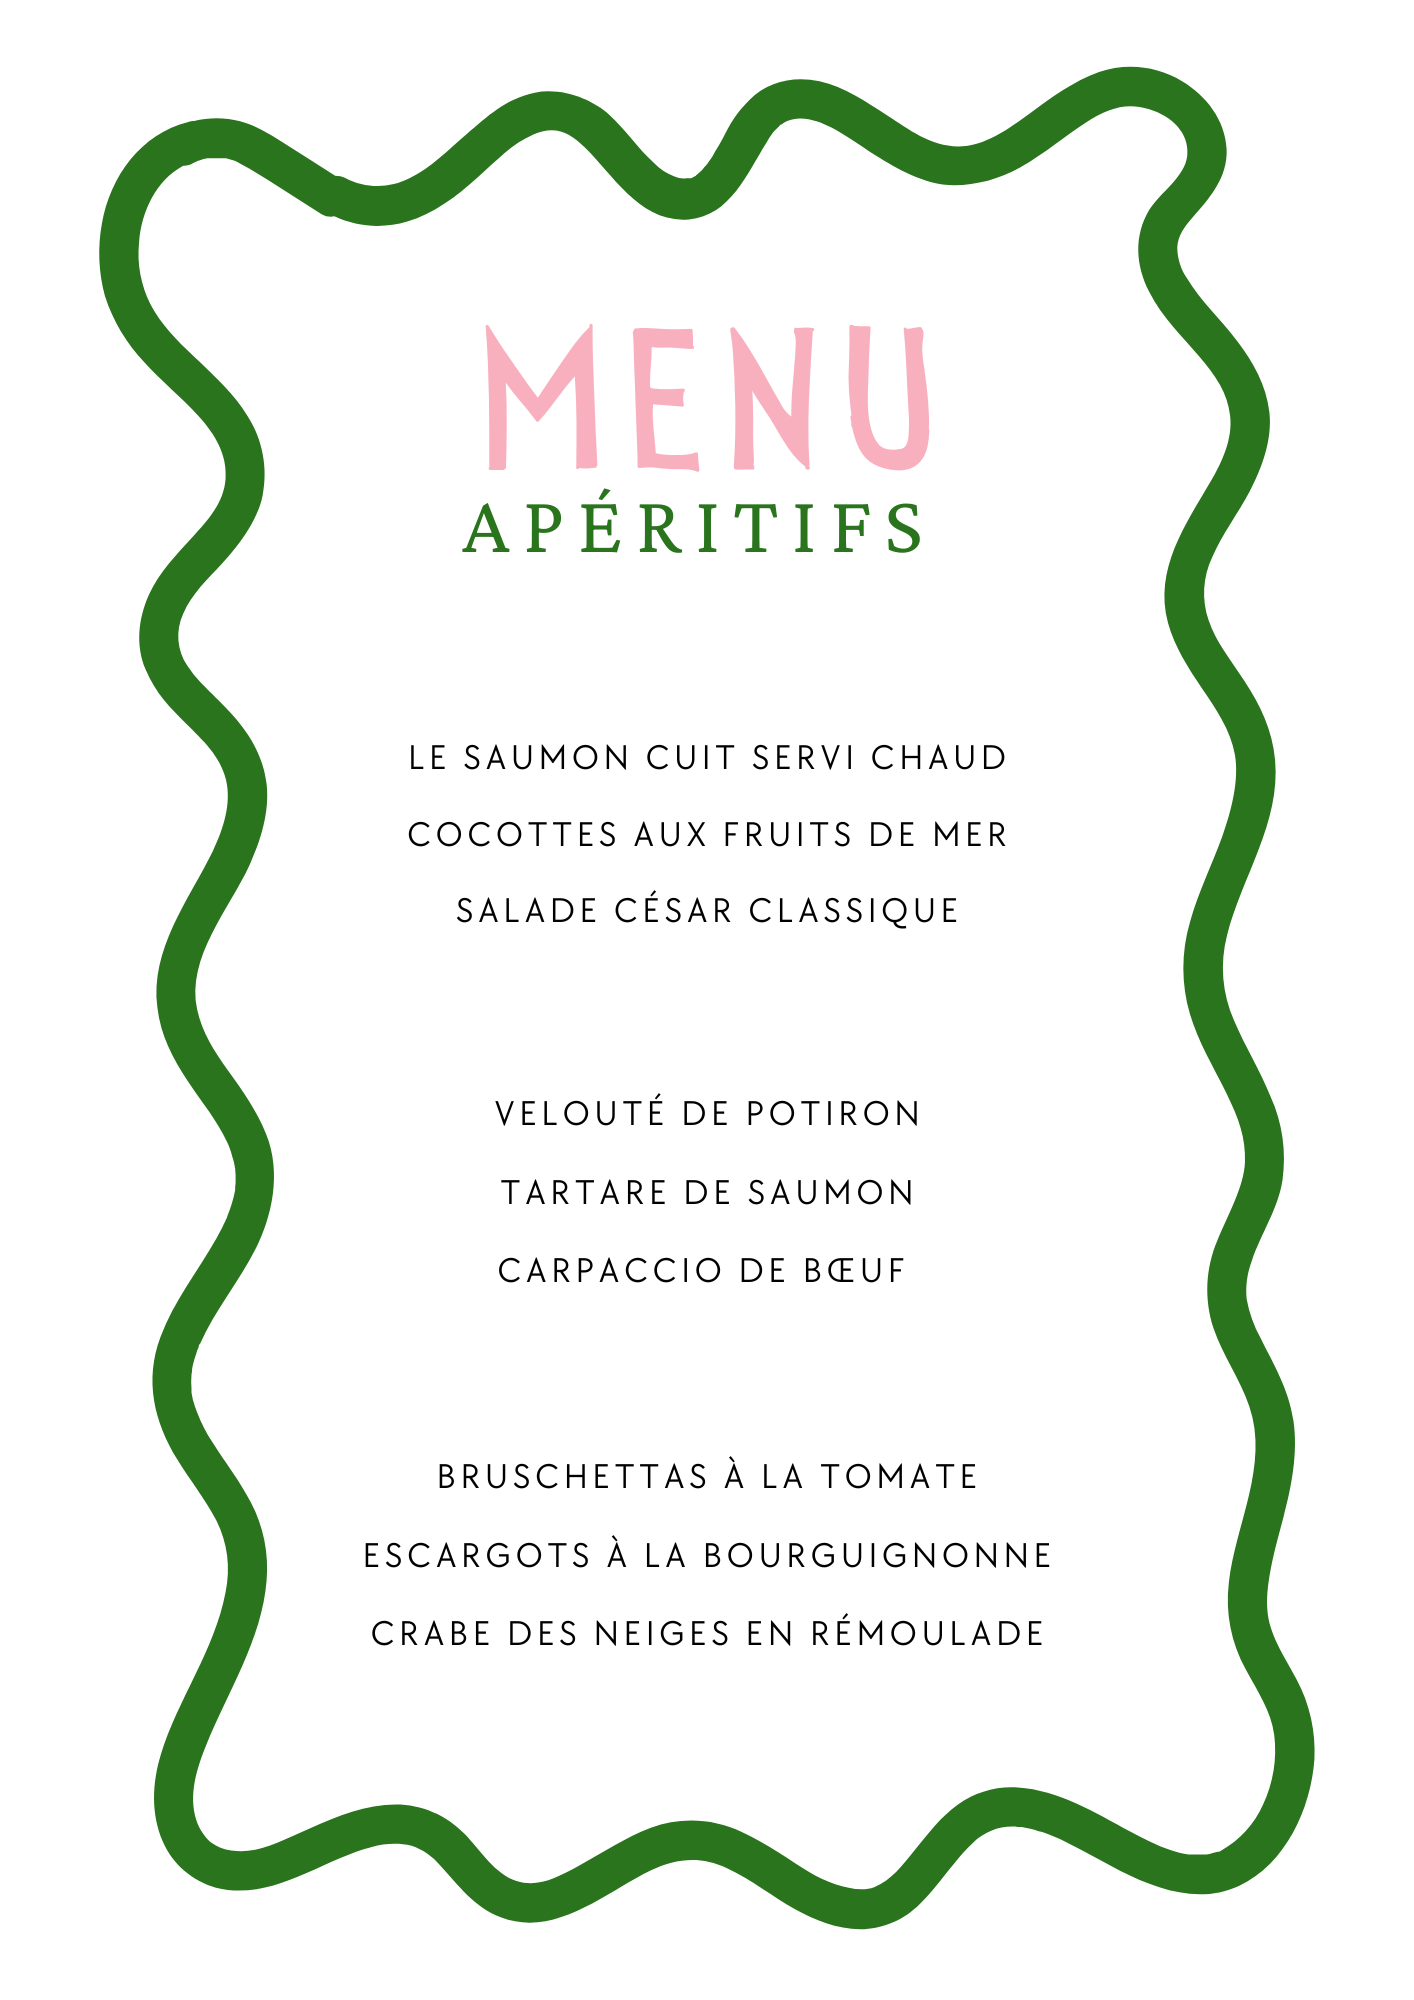 MENU
APÉRITIFS
LE SAUMON CUIT SERVI CHAUD
COCOTTES AUX FRUITS DE MER
SALADE CÉSAR CLASSIQUE
VELOUTÉ DE POTIRON
TARTARE DE SAUMON
CARPACCIO DE BŒUF
BRUSCHETTAS À LA TOMATE
ESCARGOTS À LA BOURGUIGNONNE
CRABE DES NEIGES EN RÉMOULADE